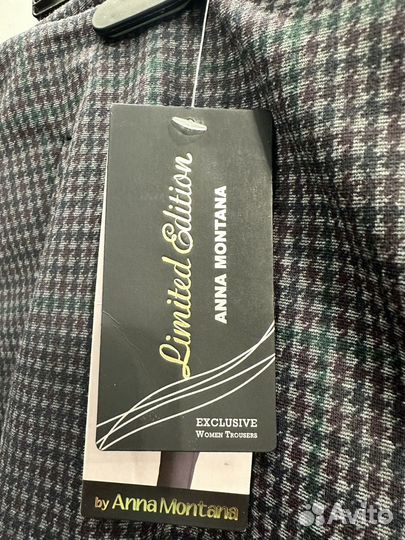 Limited Edition
ANNA MONTANA
EXCLUSIVE
WOMEN TROUSERS
by Anna Montana
Avito